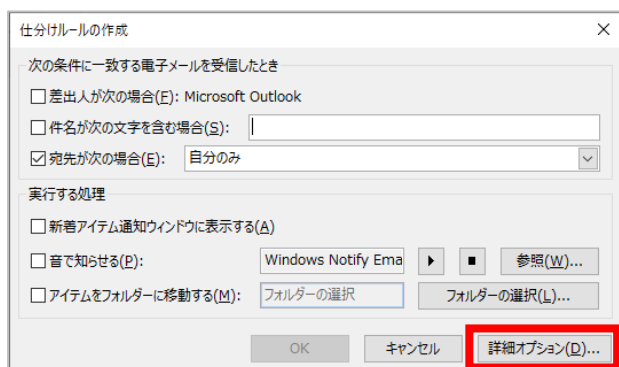 仕分けルールの作成
次の条件に一致する電子メールを受信したとき
差出人が次の場合(F): Microsoft Outlook
件名が次の文字を含む場合(S):
宛先が次の場合(E): 自分のみ
実行する処理
新着アイテム通知ウィンドウに表示する(A)
音で知らせる(P): Windows Notify Ema 参照(W)...
アイテムをフォルダーに移動する(M): フォルダーの選択 フォルダーの選択(L)...
OK キャンセル 詳細オプション(D)...